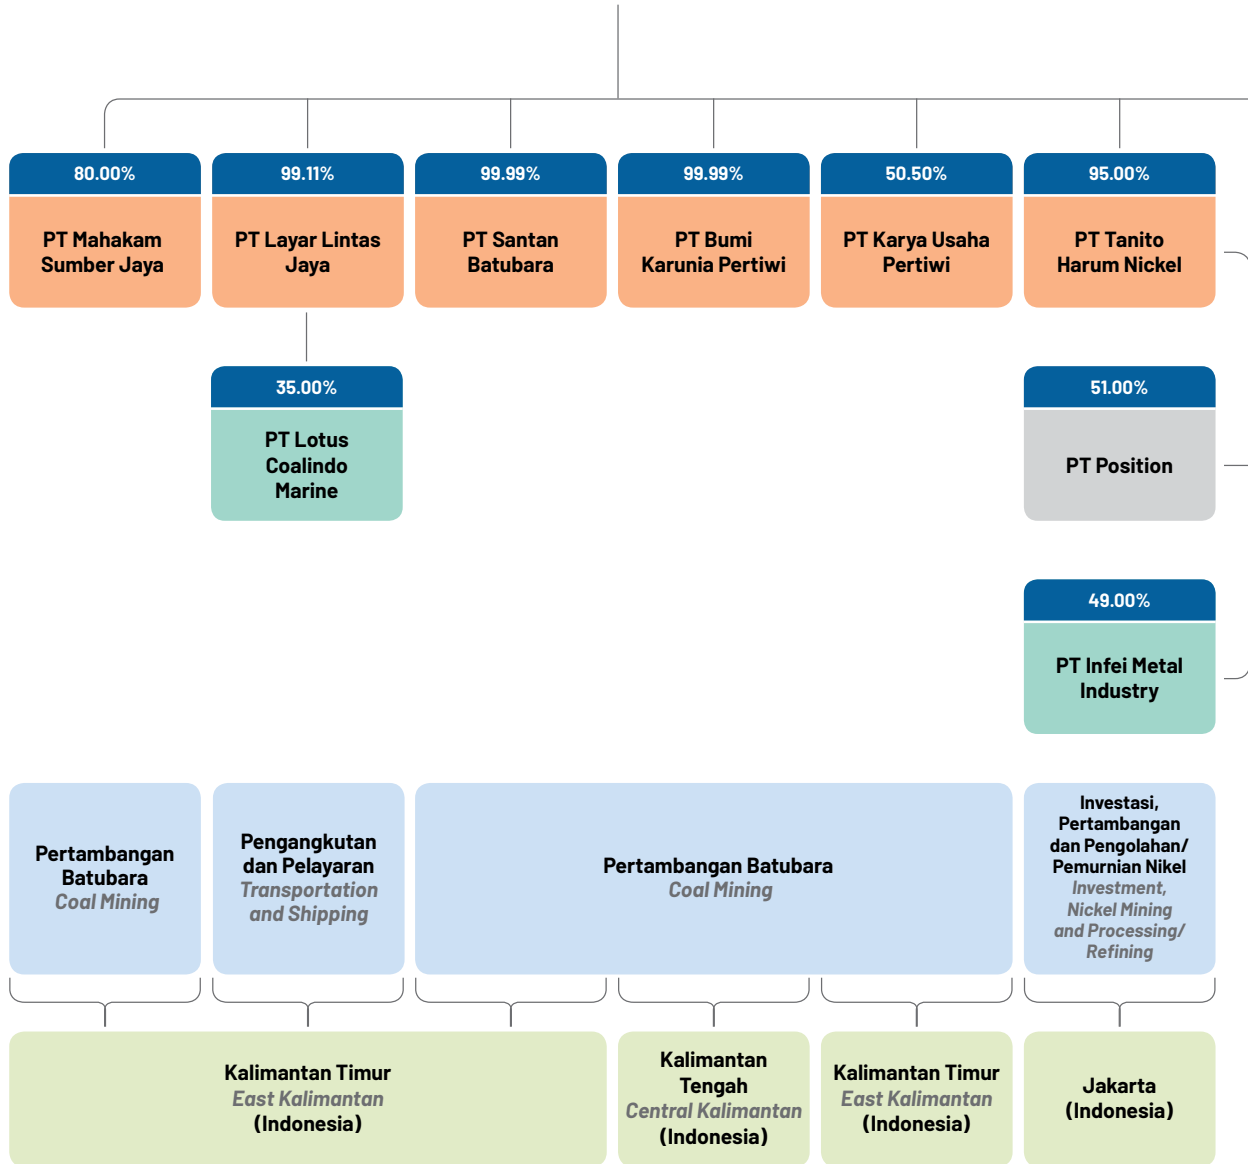 80.00%
99.11%
99.99%
99.99%
50.50%
95.00%
PT Mahakam
Sumber Jaya
PT Layar Lintas
Jaya
PT Santan
Batubara
PT Bumi
Karunia Pertiwi
PT Karya Usaha
Pertiwi
PT Tanito
Harum Nickel
35.00%
PT Lotus
Coalindo
Marine
51.00%
PT Position
49.00%
PT Infei Metal
Industry
Pertambangan
Batubara
Coal Mining
Pengangkutan
dan Pelayaran
Transportation
and Shipping
Pertambangan Batubara
Coal Mining
Investasi,
Pertambangan
dan Pengolahan/
Pemurnian Nikel
Investment,
Nickel Mining
and Processing/
Refining
Kalimantan Timur
East Kalimantan
(Indonesia)
Kalimantan
Tengah
Central Kalimantan
(Indonesia)
Kalimantan Timur
East Kalimantan
(Indonesia)
Jakarta
(Indonesia)